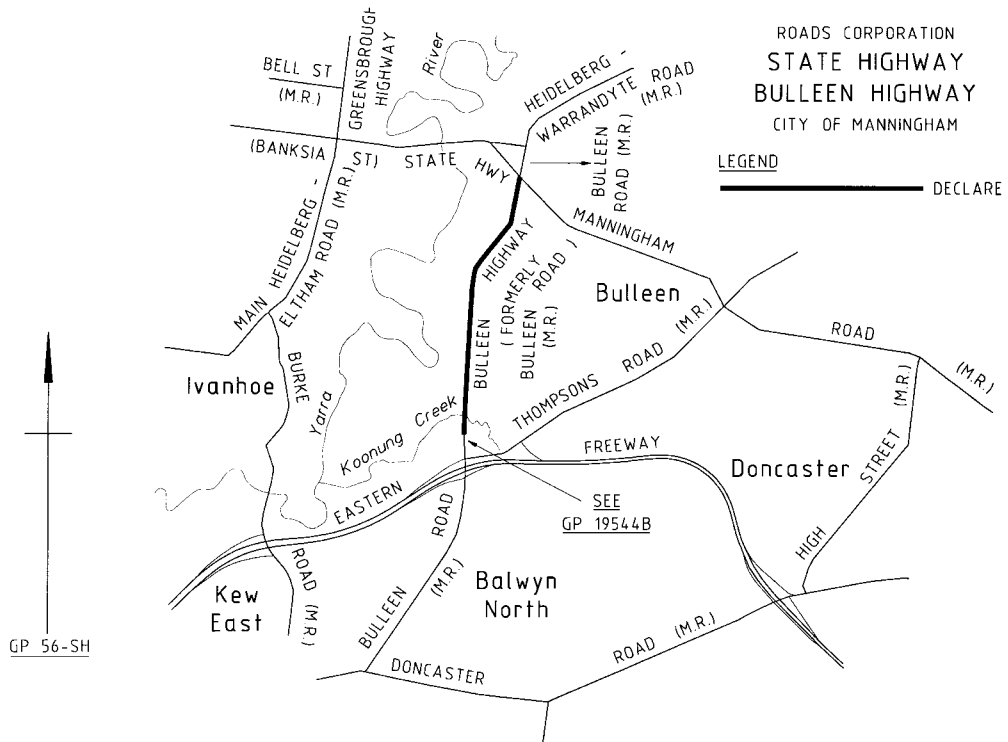 ROADS CORPORATION
STATE HIGHWAY
BULLEEN HIGHWAY
CITY OF MANNINGHAM
LEGEND
DECLARE
BELL ST
(M.R.)
GREENSBROUGH
HIGHWAY
River
HEIDELBERG -
WARRANDYTE ROAD
(M.R.)
(BANKSIA ST) STATE HWY
BULLEEN
ROAD (M.R.)
MAIN HEIDELBERG -
ELTHAM ROAD (M.R.)
MANNINGHAM
ROAD
(M.R.)
BULLEEN HIGHWAY
( FORMERLY
BULLEEN ROAD )
(M.R.)
Bulleen
THOMPSONS ROAD (M.R.)
Ivanhoe
BURKE
ROAD (M.R.)
Yarra
Koonung Creek
EASTERN
FREEWAY
Doncaster
HIGH STREET (M.R.)
SEE
GP 19544B
BULLEEN ROAD
(M.R.)
Balwyn
North
Kew
East
DONCASTER
ROAD (M.R.)
GP 56-SH